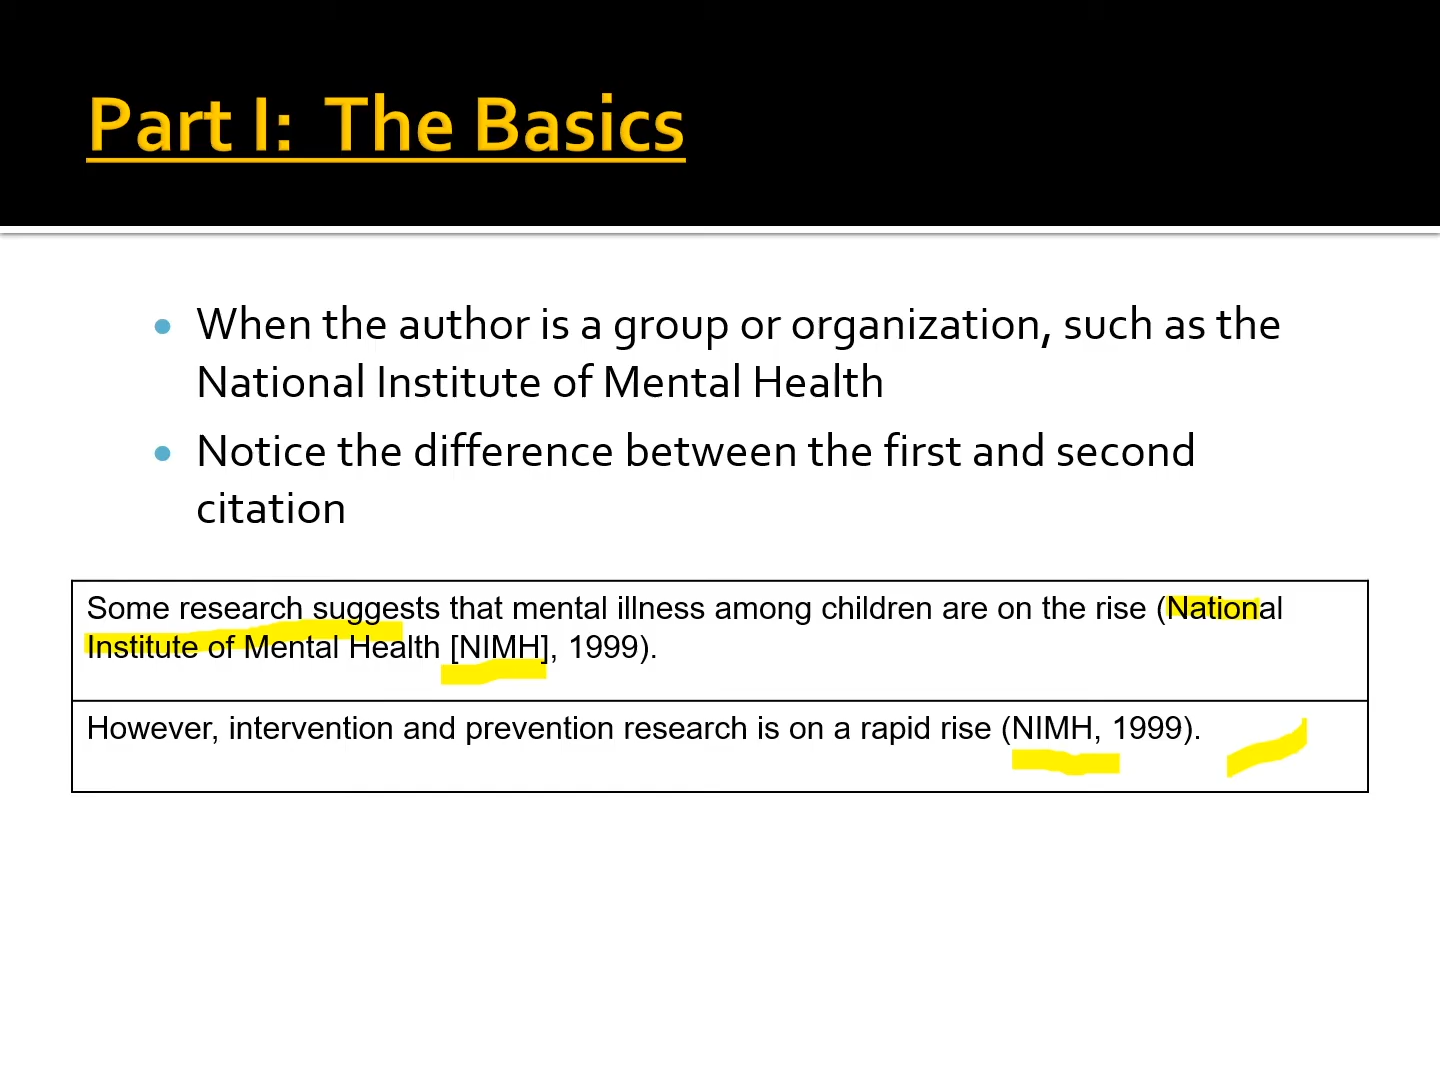 Part I:  The Basics
When the author is a group or organization, such as the
National Institute of Mental Health
Notice the difference between the first and second
citation
Some research suggests that mental illness among children are on the rise (National
Institute of Mental Health [NIMH], 1999).
However, intervention and prevention research is on a rapid rise (NIMH, 1999).